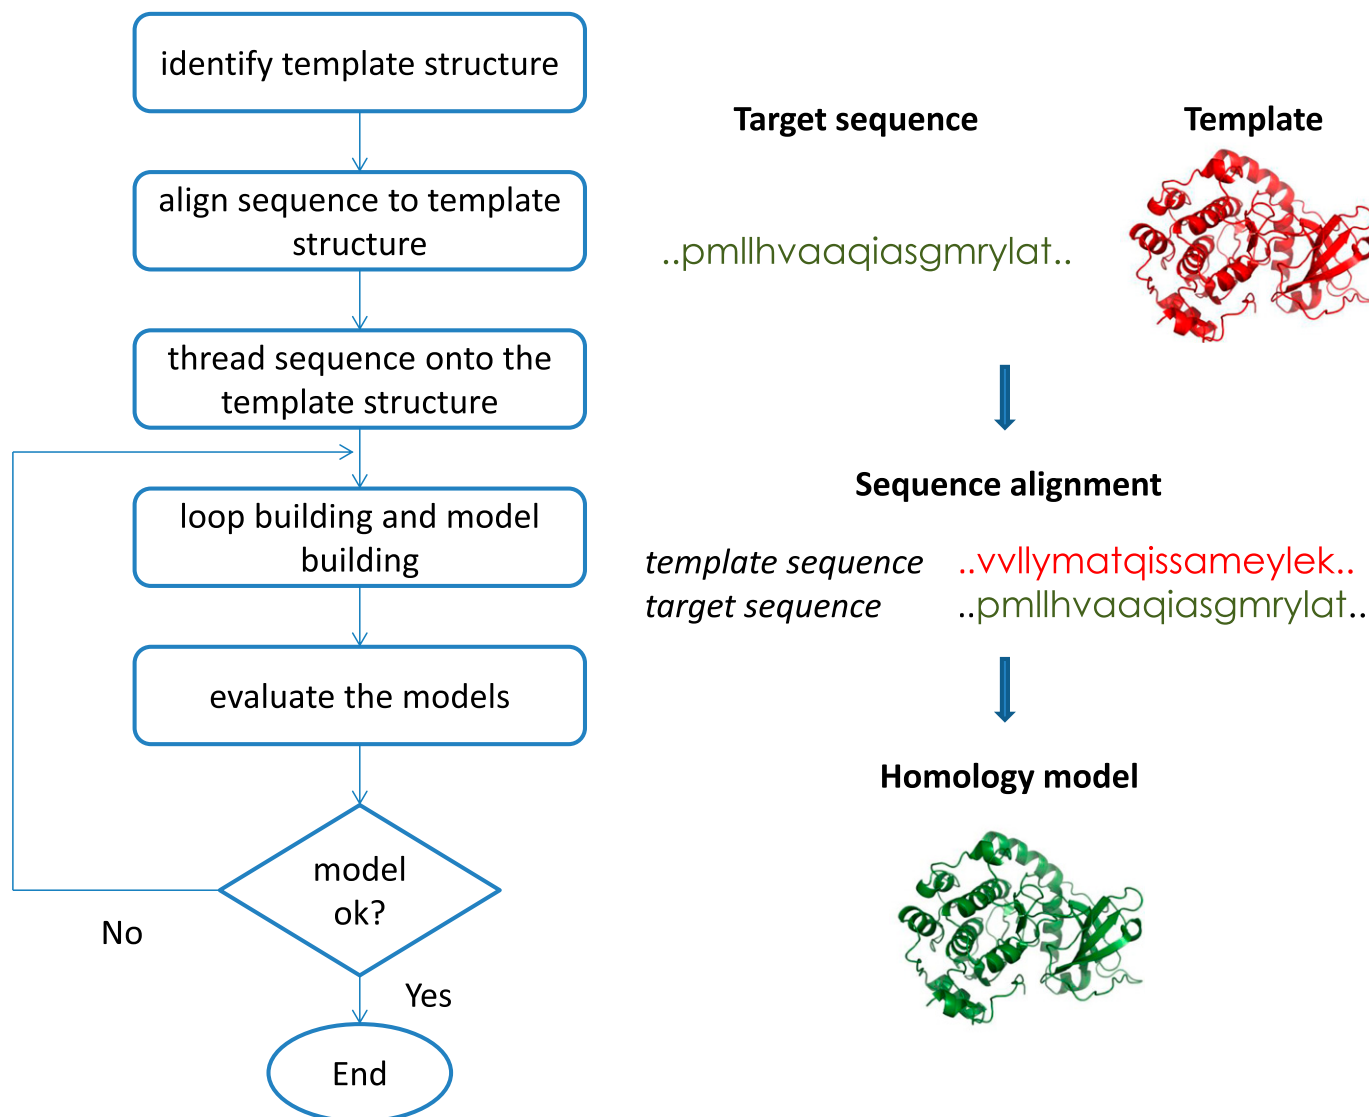 identify template structure
align sequence to template
structure
thread sequence onto the
template structure
loop building and model
building
evaluate the models
model
ok?
No
Yes
End
Target sequence
Template
..pmllhvaaqiasgmrylat..
Sequence alignment
template sequence ..vvllymatqissameylek..
target sequence ..pmllhvaaqiasgmrylat..
Homology model